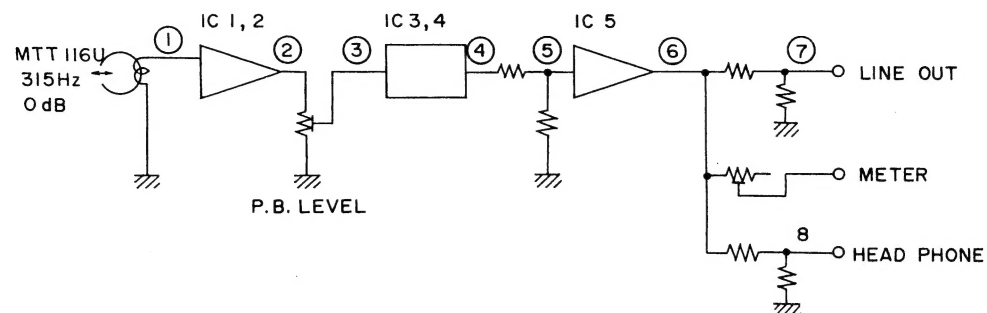 IC 1, 2
IC 3, 4
IC 5
MTT 116U
315Hz
0 dB
1
2
3
4
5
6
7
LINE OUT
METER
P.B. LEVEL
8
HEAD PHONE